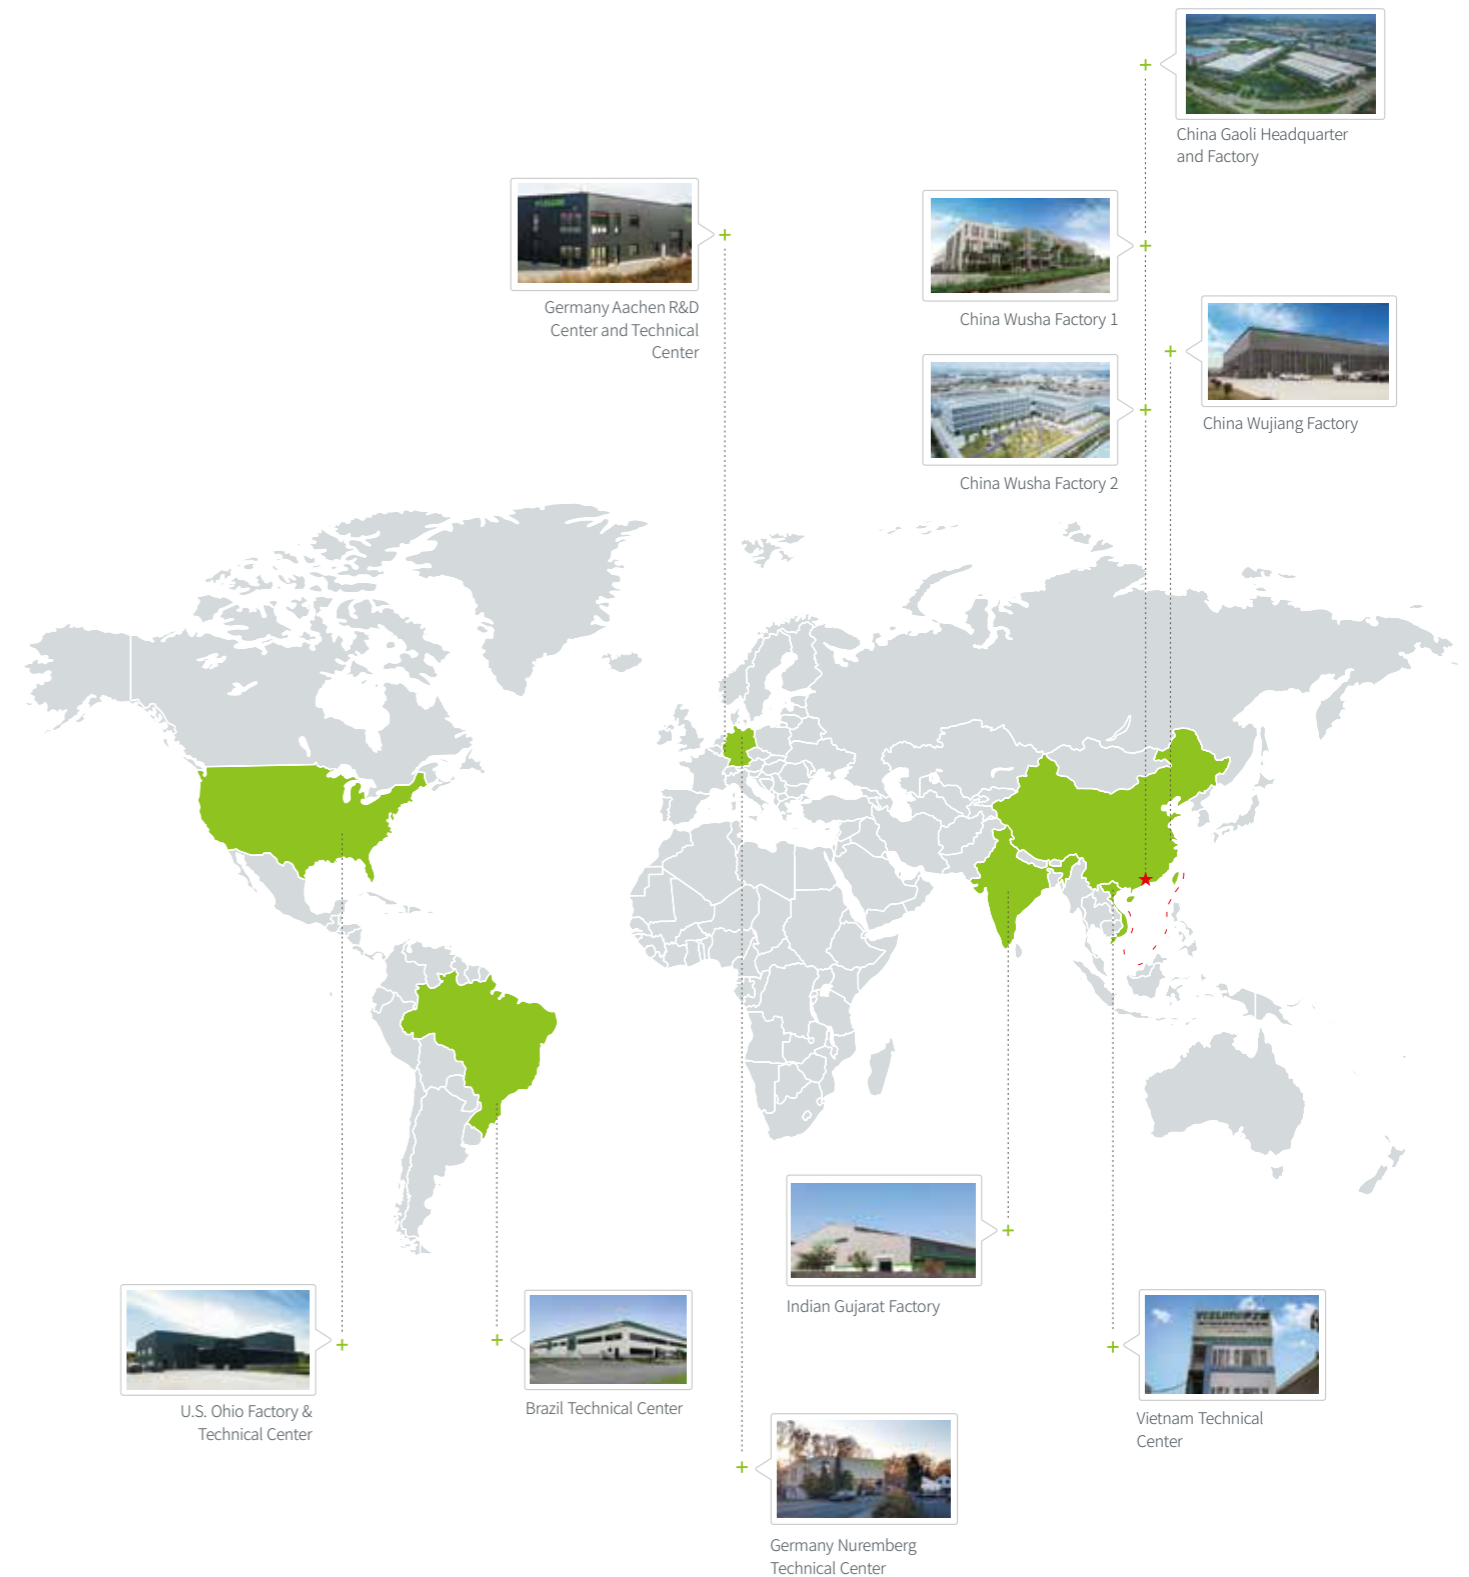 China Gaoli Headquarter
and Factory
Germany Aachen R&D
Center and Technical
Center
China Wusha Factory 1
China Wujiang Factory
China Wusha Factory 2
Indian Gujarat Factory
U.S. Ohio Factory &
Technical Center
Brazil Technical Center
Vietnam Technical
Center
Germany Nuremberg
Technical Center